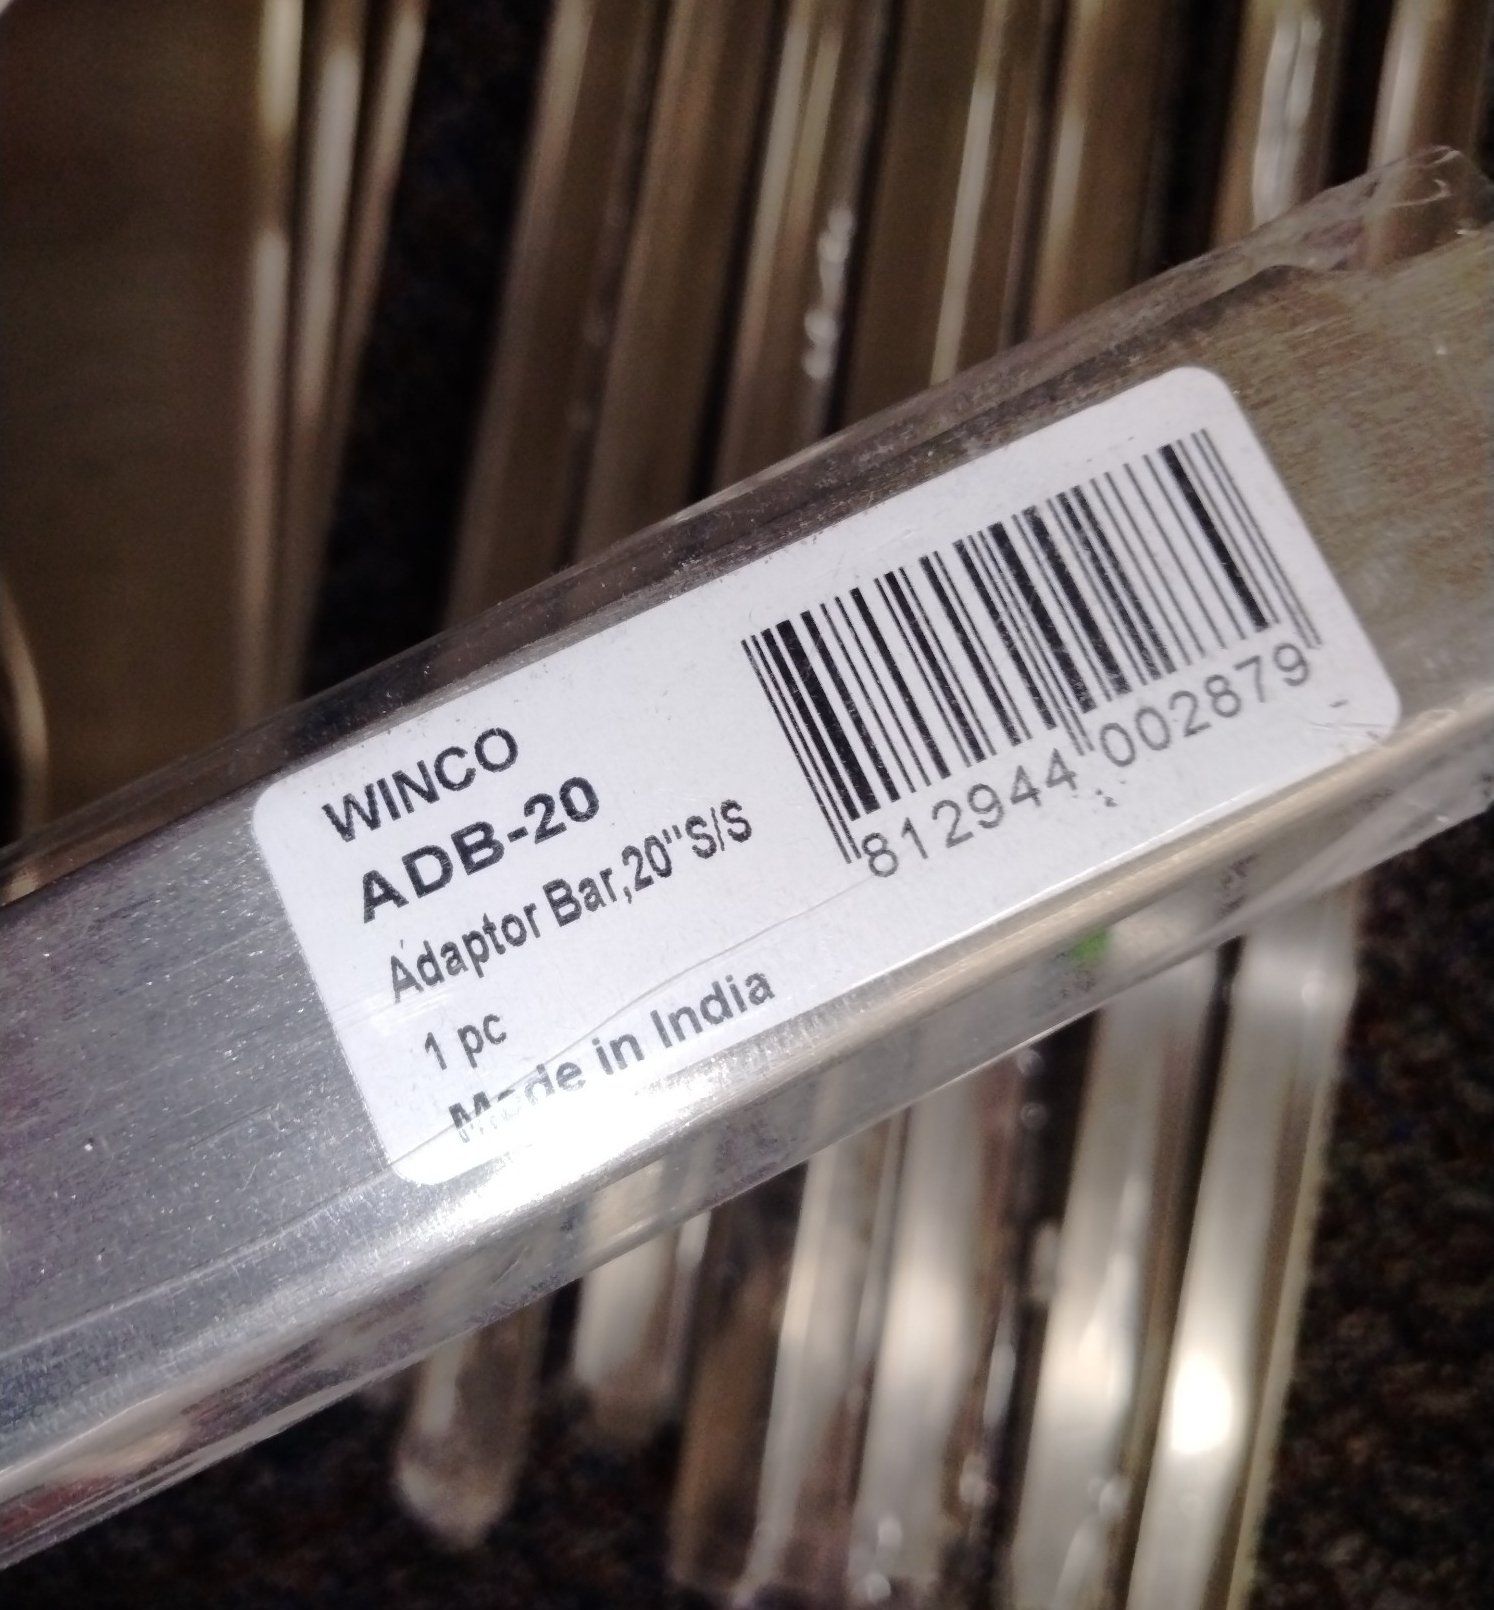 WINCO
ADB-20
Adaptor Bar,20"S/S
1 pc
Made in India
812944 002879